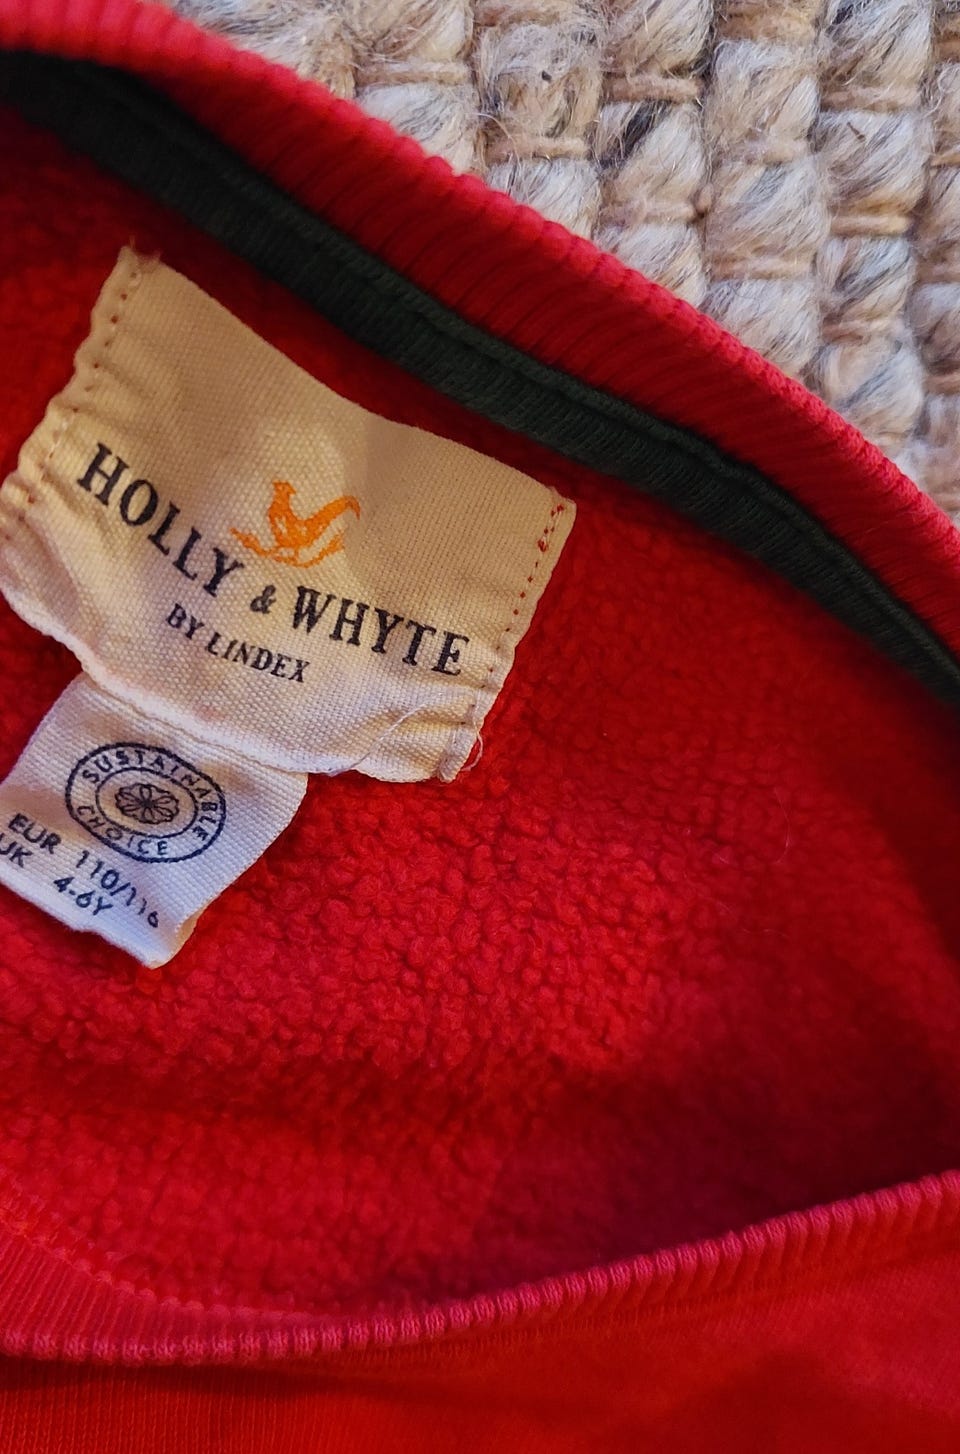 HOLLY & WHYTE
BY LINDEX
SUSTAINABLE
CHOICE
EUR 110/116
UK 4-6Y